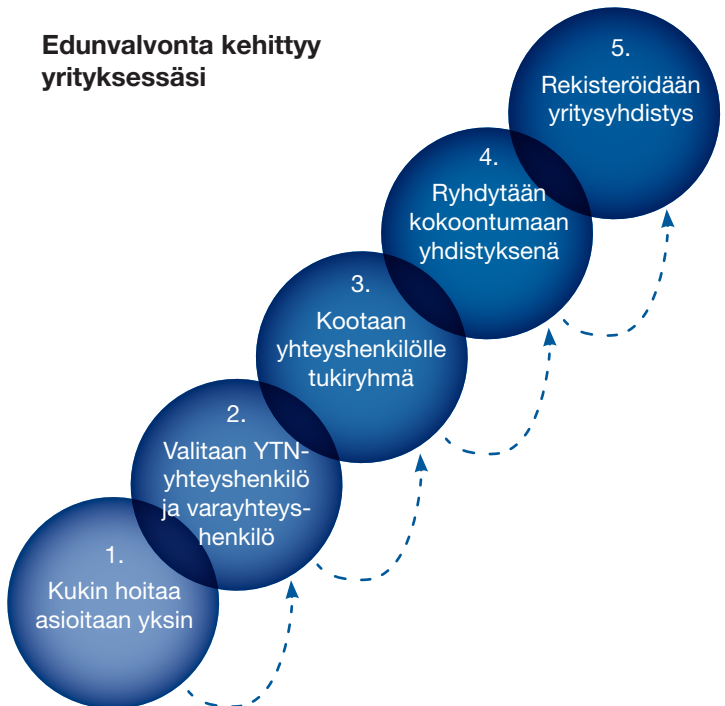 Edunvalvonta kehittyy
yrityksessäsi
5.
Rekisteröidään
yritysyhdistys
4.
Ryhdytään
kokoontumaan
yhdistyksenä
3.
Kootaan
yhteyshenkilölle
tukiryhmä
2.
Valitaan YTN-
yhteyshenkilö
ja varayhteys-
henkilö
1.
Kukin hoitaa
asioitaan yksin